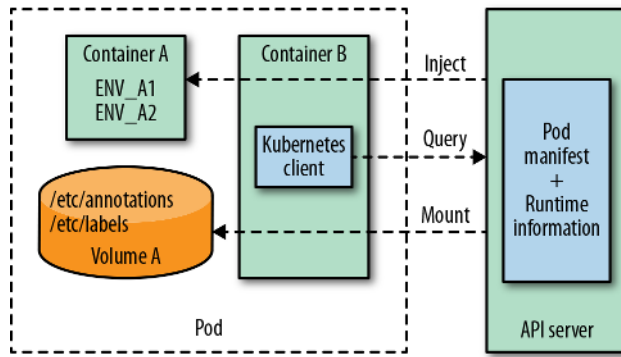 Container A
ENV_A1
ENV_A2
Container B
Kubernetes
client
/etc/annotations
/etc/labels
Volume A
Pod
Inject
Query
Mount
Pod
manifest
+
Runtime
information
API server